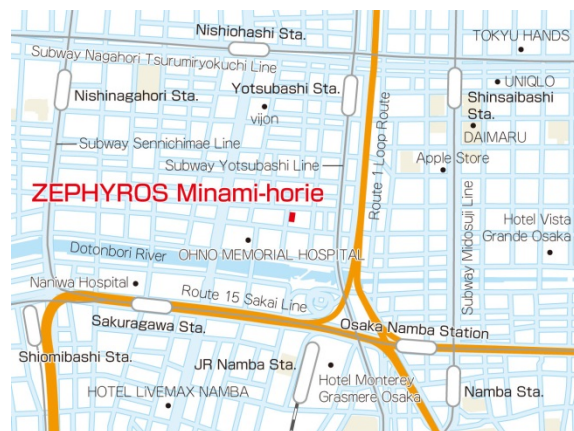 Nishiohashi Sta.
TOKYU HANDS
Subway Nagahori Tsurumiryokuchi Line
UNIQLO
Nishinagahori Sta.
Yotsubashi Sta.
vijon
Shinsaibashi
Sta.
DAIMARU
Subway Sennichimae Line
Subway Yotsubashi Line
Apple Store
Route 1 Loop Route
Subway Midosuji Line
ZEPHYROS Minami-horie
Hotel Vista
Grande Osaka
Dotonbori River
OHNO MEMORIAL HOSPITAL
Naniwa Hospital
Route 15 Sakai Line
Sakuragawa Sta.
Osaka Namba Station
Shiomibashi Sta.
JR Namba Sta.
Hotel Monterey
Grasmere Osaka
HOTEL LiVEMAX NAMBA
Namba Sta.